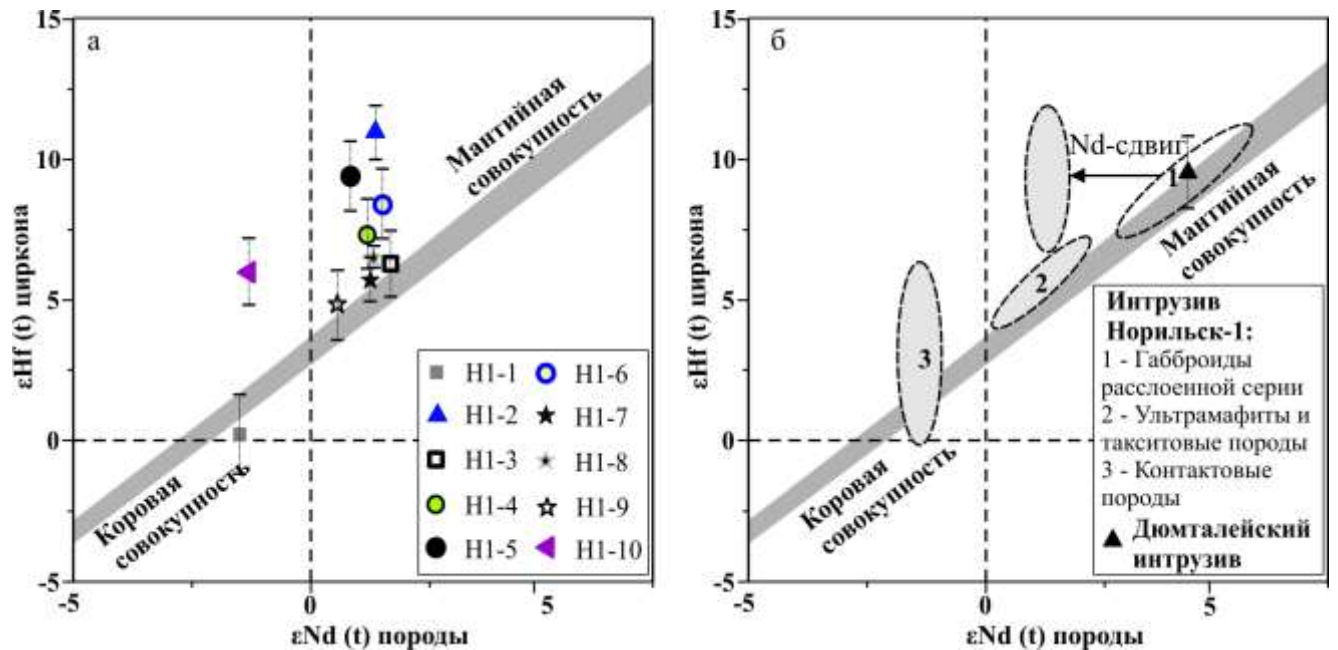 а
15
10
5
0
-5
-5
0
5
εHf (t) циркона
εNd (t) породы
Мантийная
совокупность
Коровая
совокупность
Н1-1
Н1-2
Н1-3
Н1-4
Н1-5
Н1-6
Н1-7
Н1-8
Н1-9
Н1-10
б
15
10
5
0
-5
-5
0
5
εHf (t) циркона
εNd (t) породы
Nd-сдвиг
1
2
3
Мантийная
совокупность
Коровая
совокупность
Интрузив
Норильск-1:
1 - Габброиды
расслоенной серии
2 - Ультрамафиты и
такситовые породы
3 - Контактовые
породы
Дюмталейский
интрузив